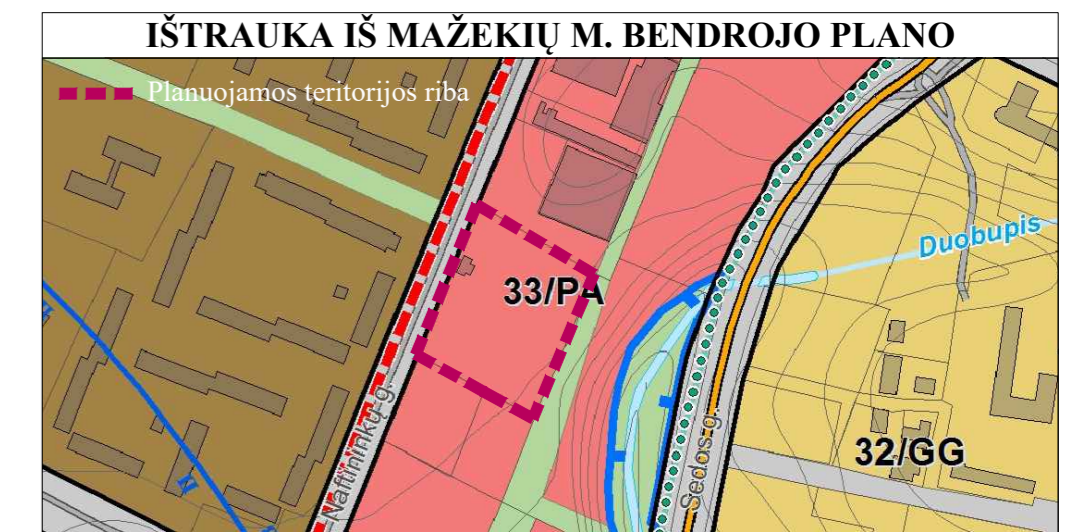 IŠTRAUKA IŠ MAŽEKIŲ M. BENDROJO PLANO
Planuojamos teritorijos riba
Duobupis
33/PA
Naftininkų g.
Sedos g.
32/GG